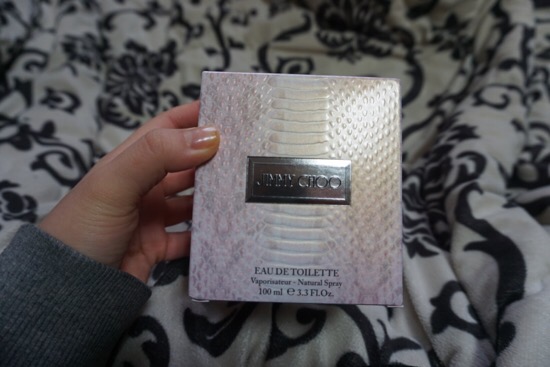 JIMMY CHOO
EAU DE TOILETTE
Vaporisateur - Natural Spray
100 ml ℮ 3.3 Fl.Oz.